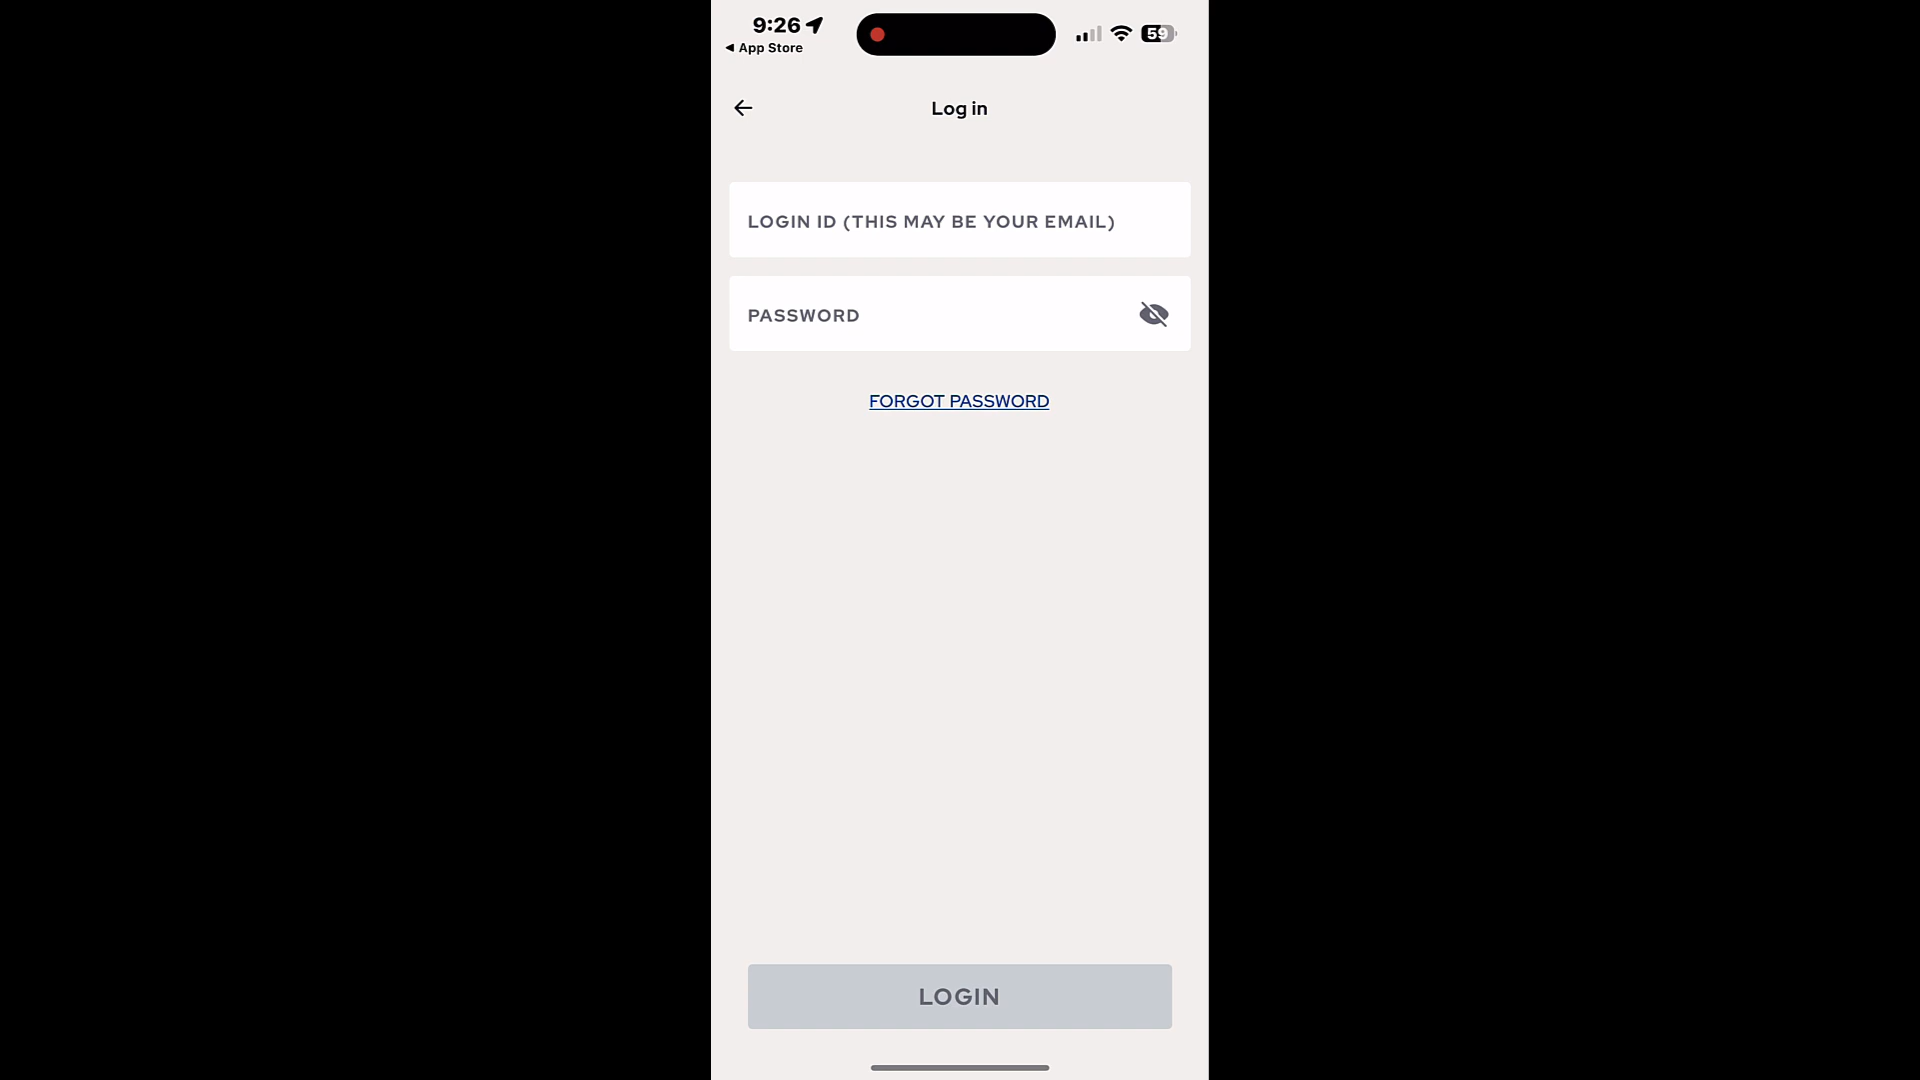 9:26
◀ App Store
59
Log in
LOGIN ID (THIS MAY BE YOUR EMAIL)
PASSWORD
FORGOT PASSWORD
LOGIN